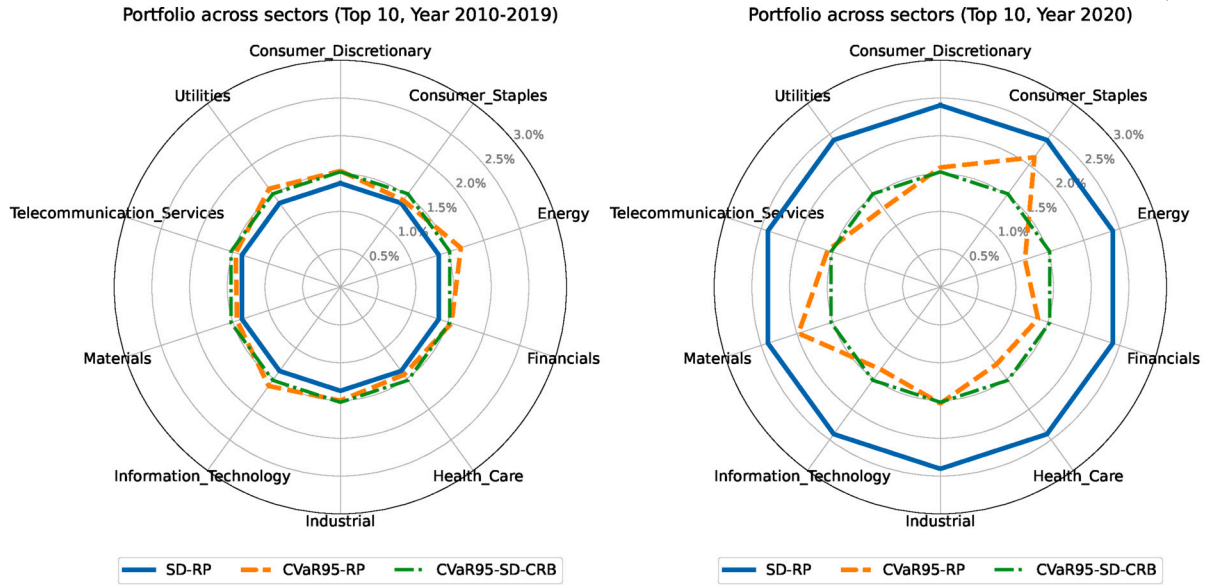 Portfolio across sectors (Top 10, Year 2010-2019)
Consumer_Discretionary
Utilities
Consumer_Staples
3.0%
2.5%
2.0%
1.5%
1.0%
0.5%
Telecommunication_Services
Energy
Materials
Financials
Information_Technology
Health_Care
Industrial
SD-RP
CVaR95-RP
CVaR95-SD-CRB
Portfolio across sectors (Top 10, Year 2020)
Consumer_Discretionary
Utilities
Consumer_Staples
3.0%
2.5%
2.0%
1.5%
1.0%
0.5%
Telecommunication_Services
Energy
Materials
Financials
Information_Technology
Health_Care
Industrial
SD-RP
CVaR95-RP
CVaR95-SD-CRB